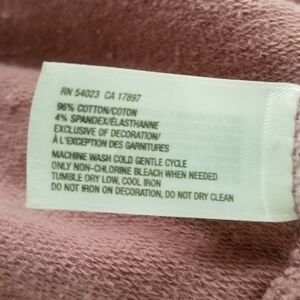 RN 54023 CA 17897
96% COTTON/COTON
4% SPANDEX/ÉLASTHANNE
EXCLUSIVE OF DECORATION/
À L'EXCEPTION DES GARNITURES
MACHINE WASH COLD GENTLE CYCLE
ONLY NON-CHLORINE BLEACH WHEN NEEDED
TUMBLE DRY LOW, COOL IRON
DO NOT IRON ON DECORATION, DO NOT DRY CLEAN